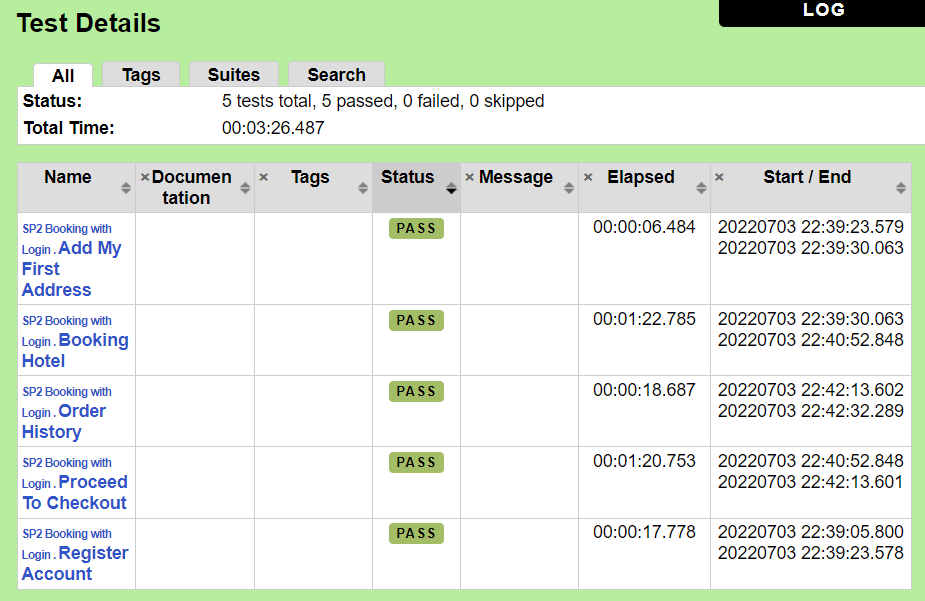 LOG
Test Details
All Tags Suites Search
Status: 5 tests total, 5 passed, 0 failed, 0 skipped
Total Time: 00:03:26.487
Name × Documen × Tags Status × Message × Elapsed × Start / End
tation
SP2 Booking with PASS 00:00:06.484 20220703 22:39:23.579
Login . Add My 20220703 22:39:30.063
First
Address
SP2 Booking with PASS 00:01:22.785 20220703 22:39:30.063
Login . Booking 20220703 22:40:52.848
Hotel
SP2 Booking with PASS 00:00:18.687 20220703 22:42:13.602
Login . Order 20220703 22:42:32.289
History
SP2 Booking with PASS 00:01:20.753 20220703 22:40:52.848
Login . Proceed 20220703 22:42:13.601
To Checkout
SP2 Booking with PASS 00:00:17.778 20220703 22:39:05.800
Login . Register 20220703 22:39:23.578
Account